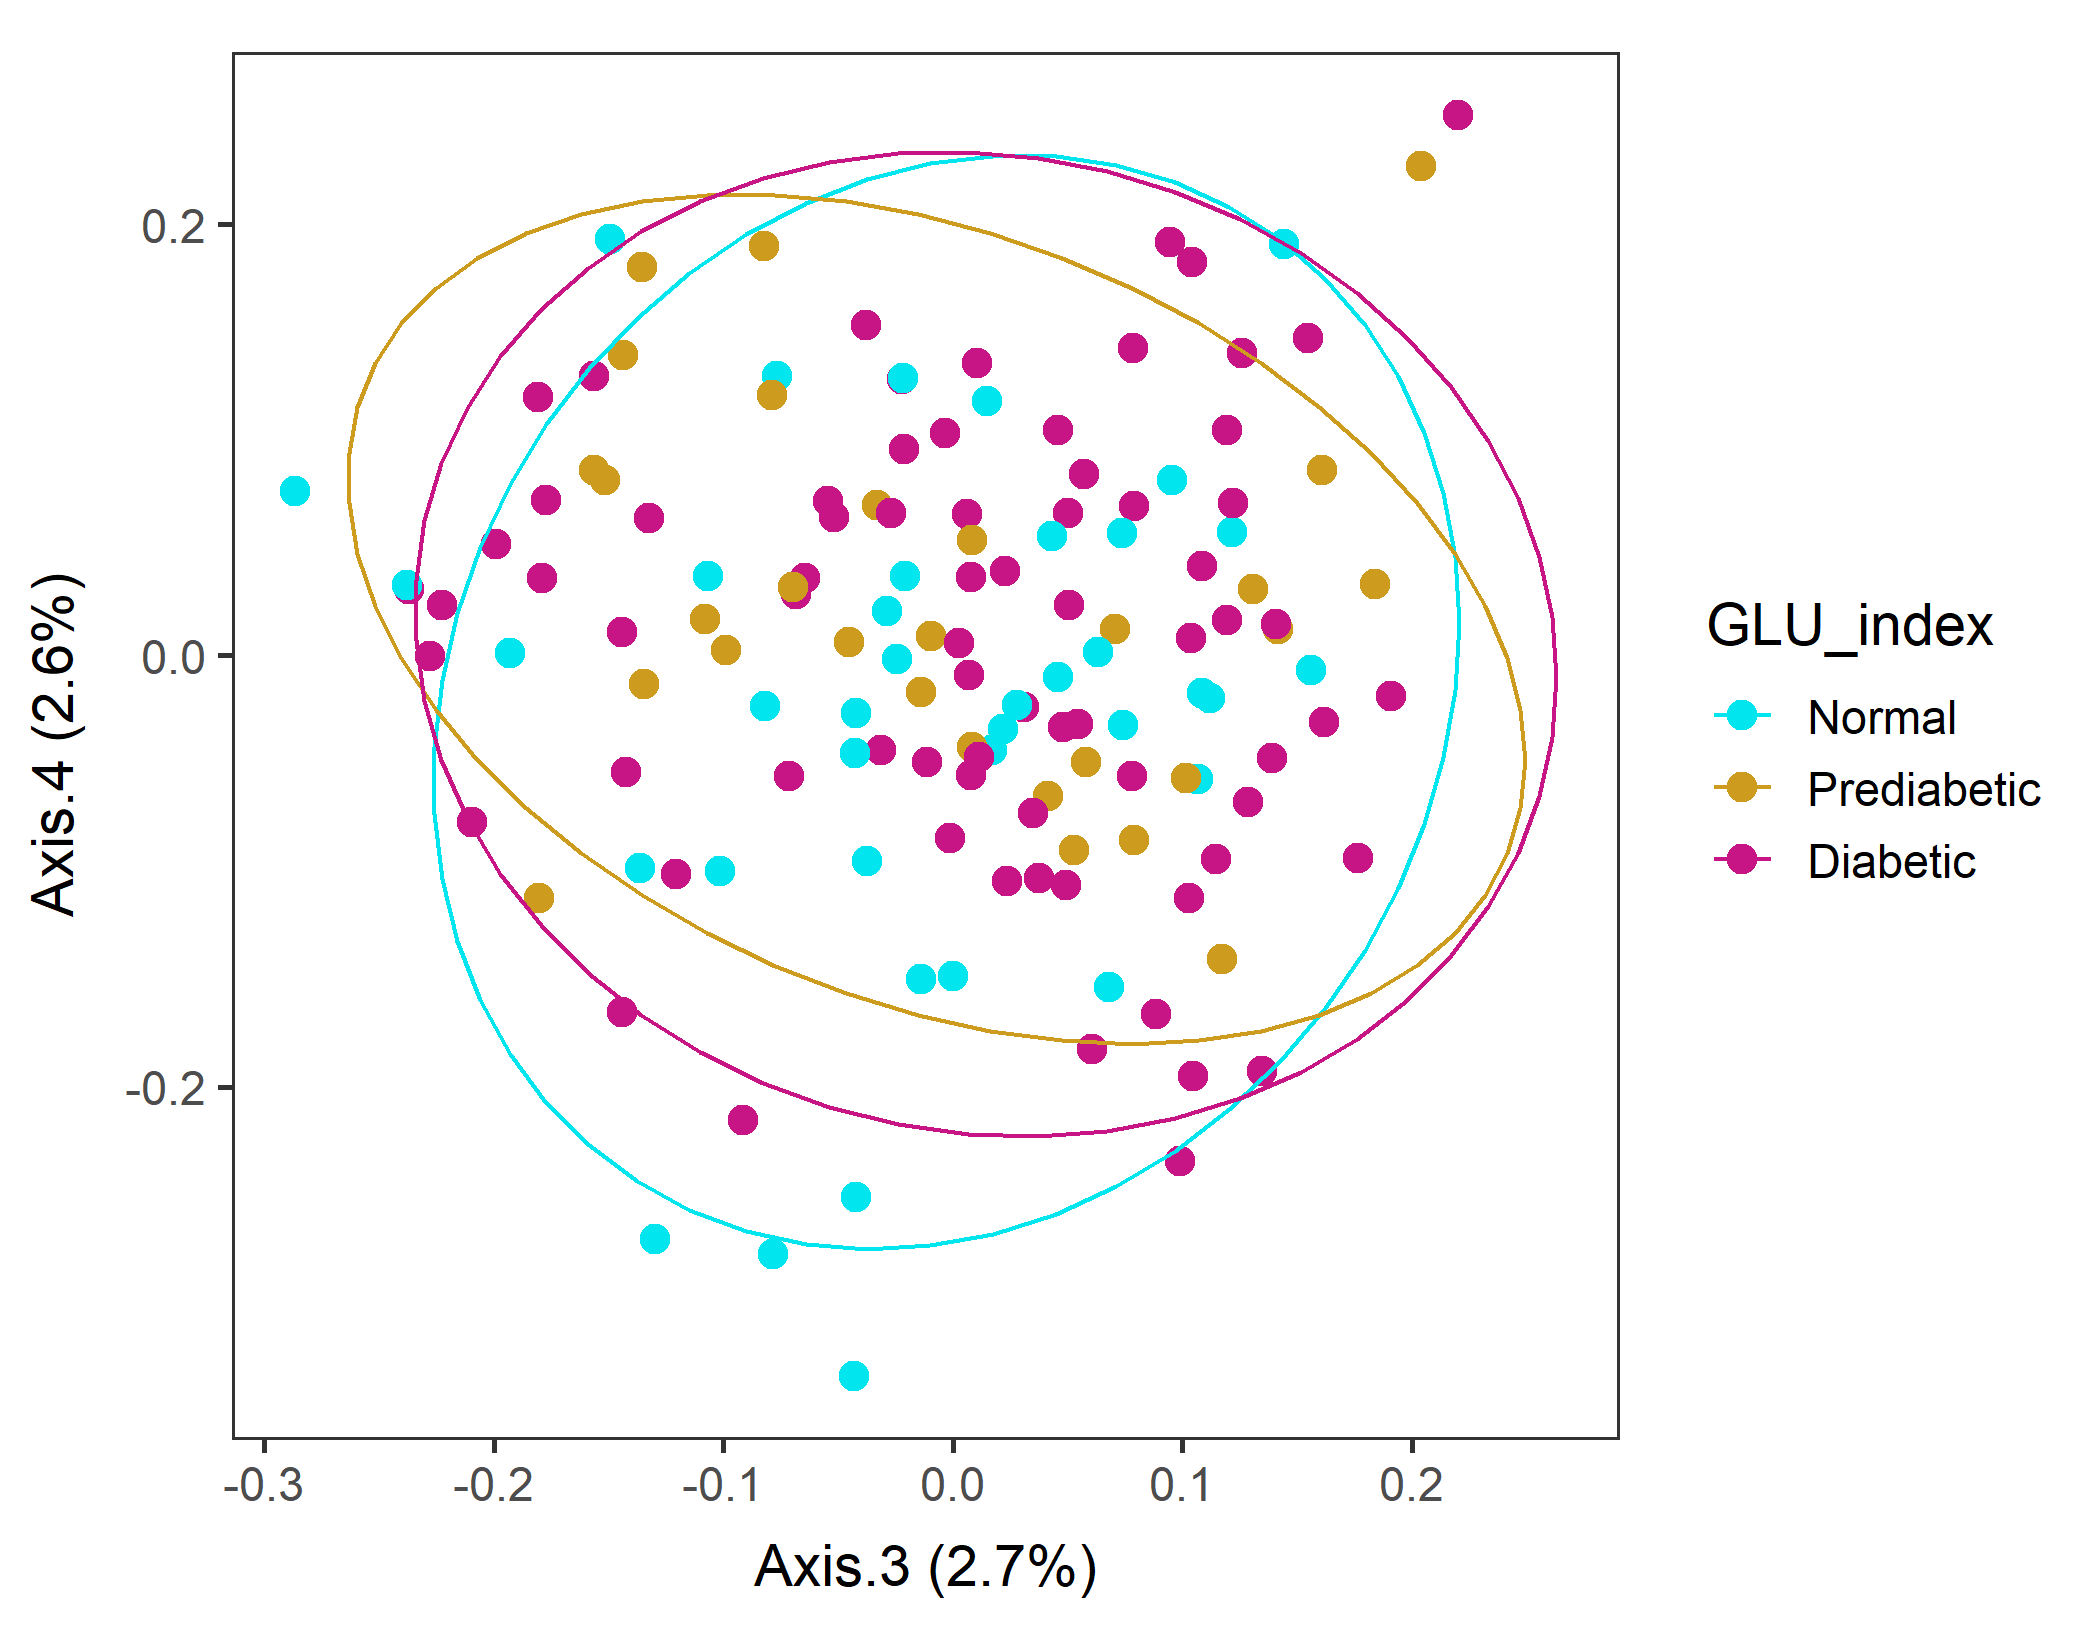 0.2
0.0
-0.2
Axis.4 (2.6%)
-0.3
-0.2
-0.1
0.0
0.1
0.2
Axis.3 (2.7%)
GLU_index
Normal
Prediabetic
Diabetic